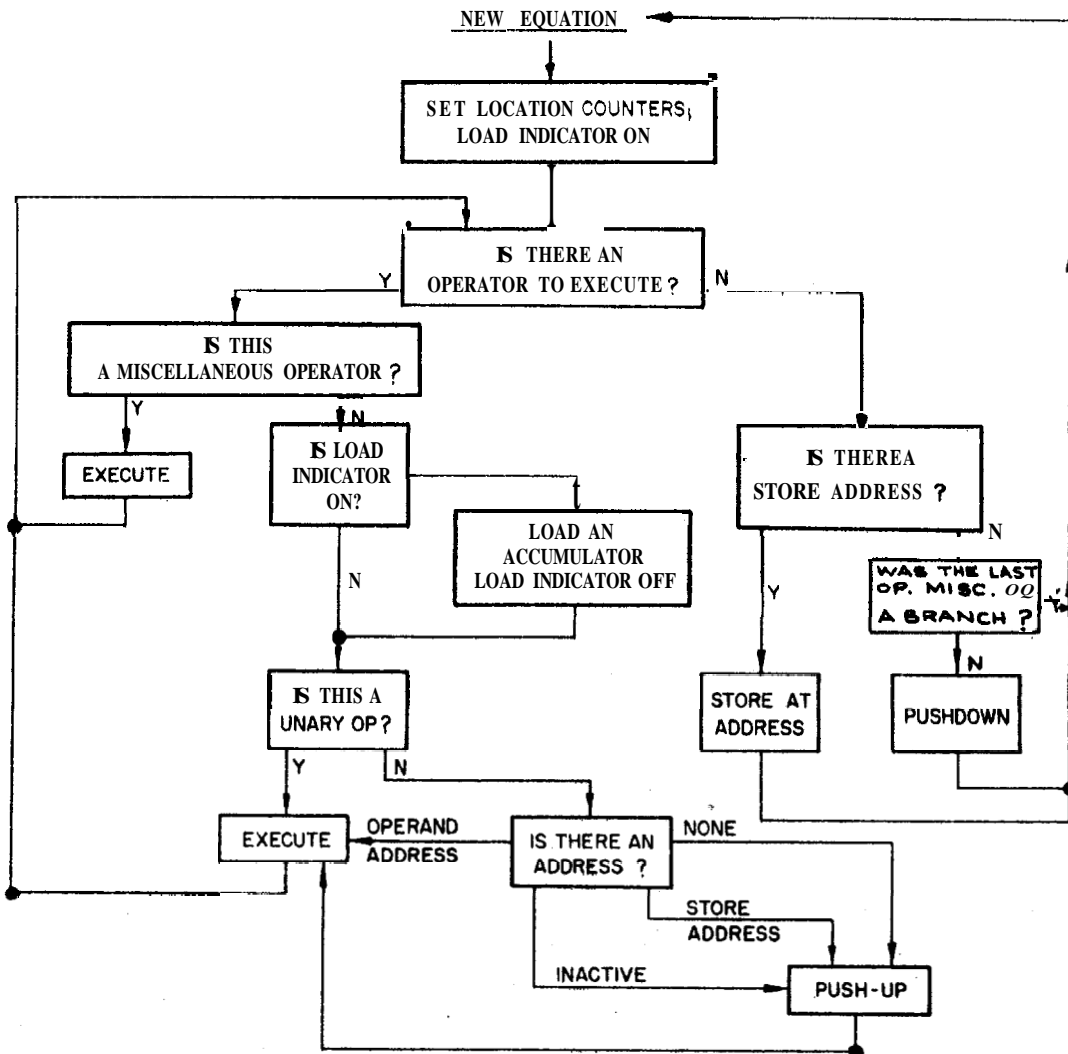 NEW EQUATION
SET LOCATION COUNTERS;
LOAD INDICATOR ON
IS THERE AN
OPERATOR TO EXECUTE?
Y
N
IS THIS
A MISCELLANEOUS OPERATOR ?
Y
N
EXECUTE
IS LOAD
INDICATOR
ON?
N
LOAD AN
ACCUMULATOR
LOAD INDICATOR OFF
IS THEREA
STORE ADDRESS ?
Y
N
WAS THE LAST
OP. MISC. OQ
A BRANCH ?
Y
N
STORE AT
ADDRESS
PUSHDOWN
IS THIS A
UNARY OP?
Y
N
EXECUTE
OPERAND
ADDRESS
IS THERE AN
ADDRESS ?
NONE
STORE
ADDRESS
INACTIVE
PUSH-UP